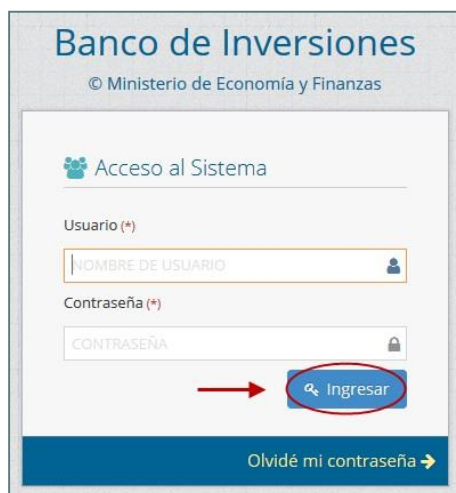 Banco de Inversiones
© Ministerio de Economía y Finanzas
Acceso al Sistema
Usuario (*)
NOMBRE DE USUARIO
Contraseña (*)
CONTRASEÑA
Ingresar
Olvidé mi contraseña